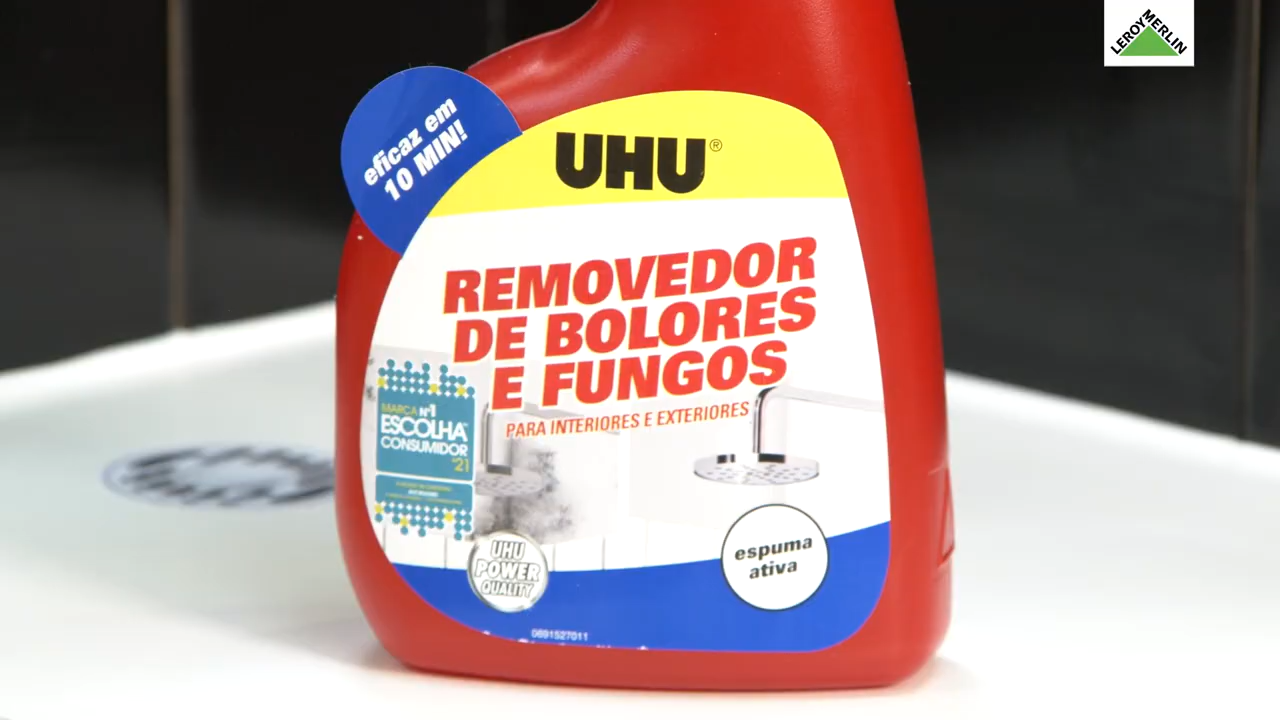 LEROY MERLIN
eficaz em
10 MIN!
UHU®
REMOVEDOR
DE BOLORES
E FUNGOS
PARA INTERIORES E EXTERIORES
MARCA Nº1
ESCOLHA
CONSUMIDOR
'21
UHU
POWER
QUALITY
espuma
ativa
0691527011